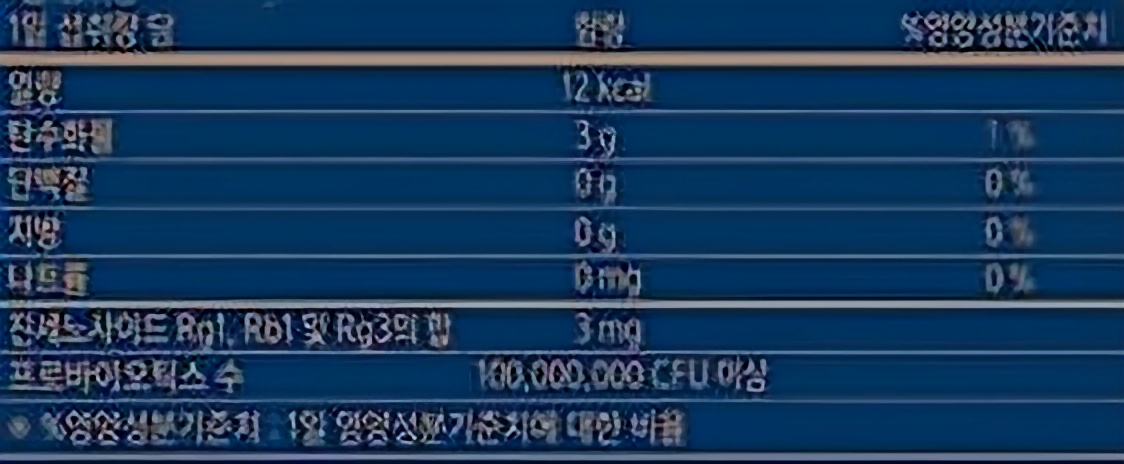 1일 섭취량 당 함량 %영양성분기준치
열량 12 kcal
탄수화물 3 g 1 %
단백질 0 g 0 %
지방 0 g 0 %
나트륨 0 mg 0 %
진세노사이드 Rg1, Rb1 및 Rg3의 합 3 mg
프로바이오틱스 수 100,000,000 CFU 이상
※ %영양성분기준치 : 1일 영양성분기준치에 대한 비율